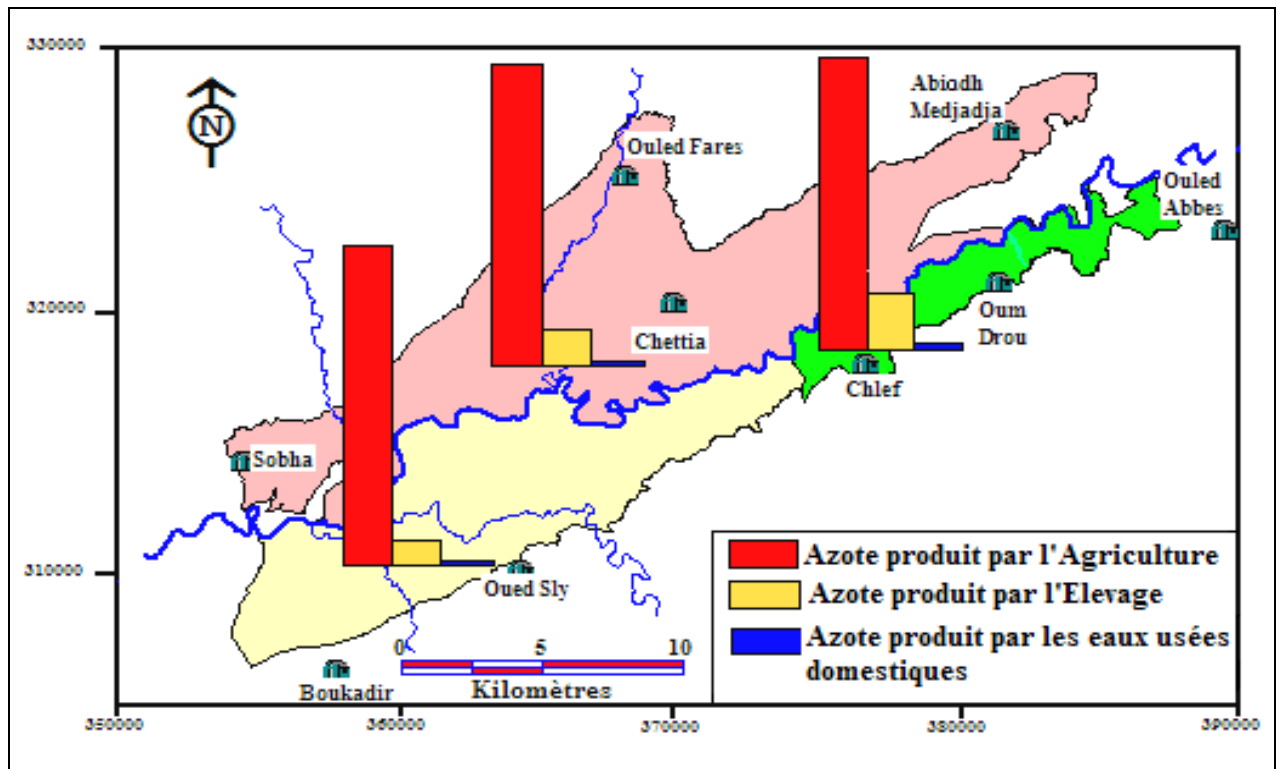 330000
320000
310000
350000
360000
370000
380000
390000
N
Abiadh
Medjadja
Ouled Fares
Ouled
Abbes
Oum
Drou
Chettia
Chlef
Sobha
Oued Sly
Boukadir
0 5 10
Kilomètres
Azote produit par l'Agriculture
Azote produit par l'Elevage
Azote produit par les eaux usées
domestiques